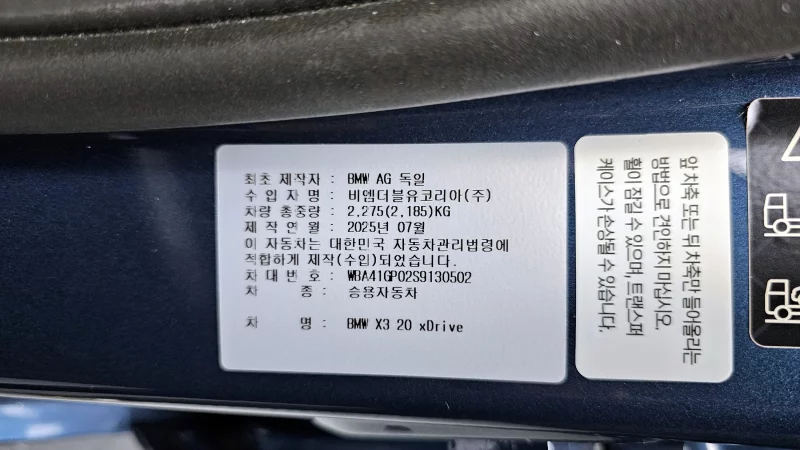 최초 제작자 : BMW AG 독일
수 입 자 명 : 비엠더블유코리아(주)
차량 총중량 : 2,275(2,185)KG
제 작 연 월 : 2025년 07월
이 자동차는 대한민국 자동차관리법령에
적합하게 제작(수입)되었습니다.
차 대 번 호 : WBA41GP02S9130502
차 종 : 승용자동차
차 명 : BMW X3 20 xDrive
앞 차축 또는 뒤 차축만 들어올리는
방법으로 견인하지 마십시오.
휠이 잠길 수 있으며, 트랜스퍼
케이스가 손상될 수 있습니다.